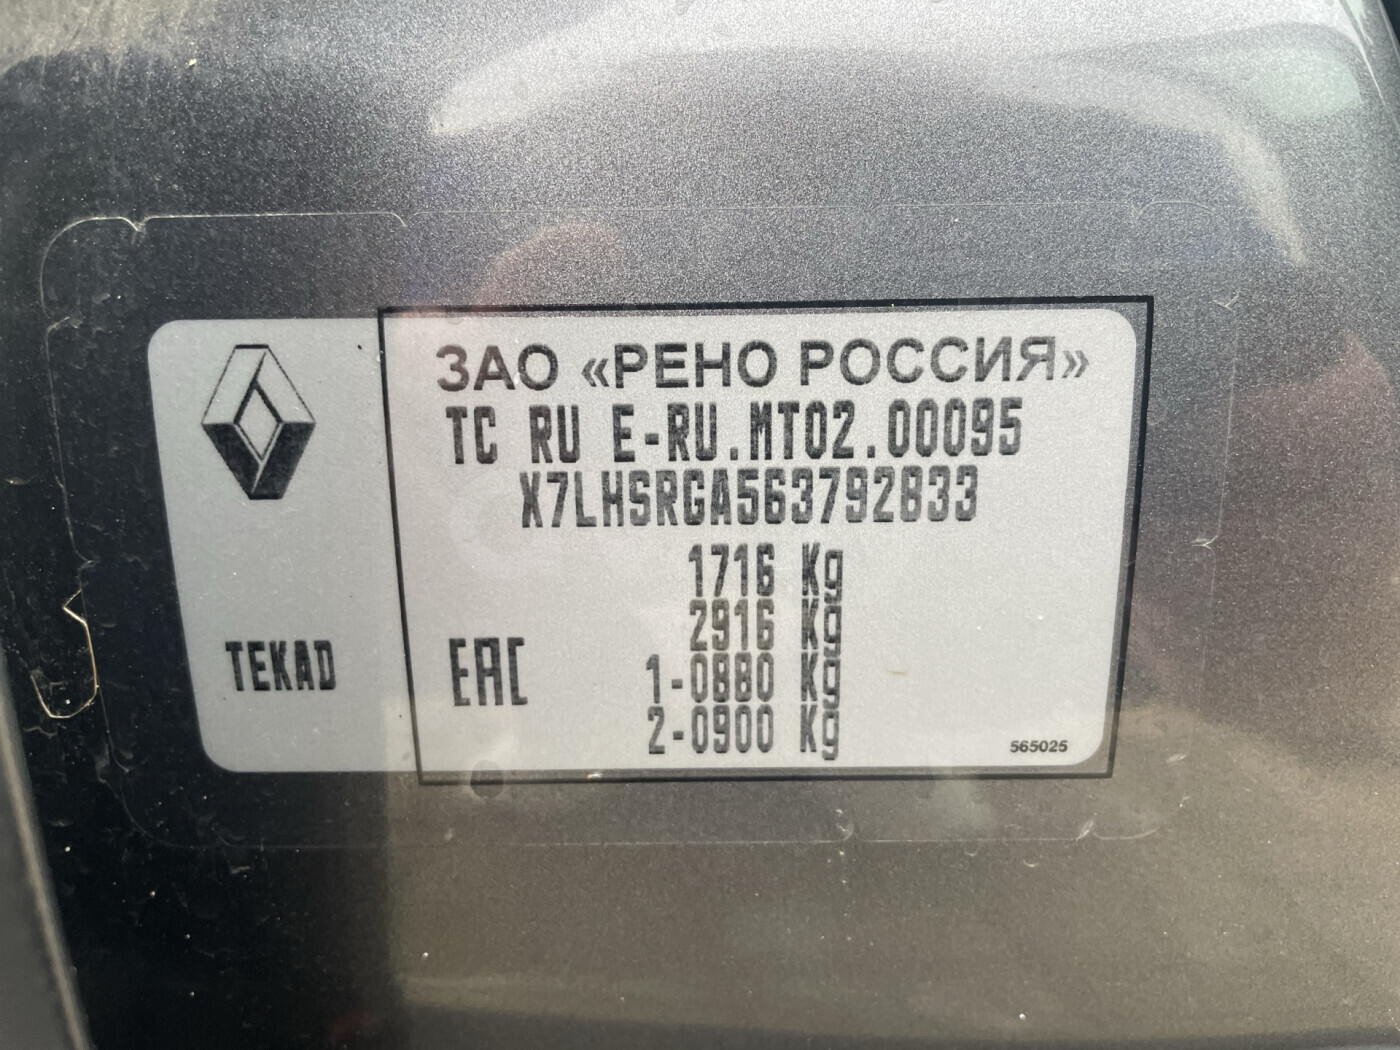 ЗАО «РЕНО РОССИЯ»
TC RU E-RU.MT02.00095
X7LHSRGA563792833
1716 Kg
2916 Kg
1-0880 Kg
2-0900 Kg
TEKAD
EAC
565025